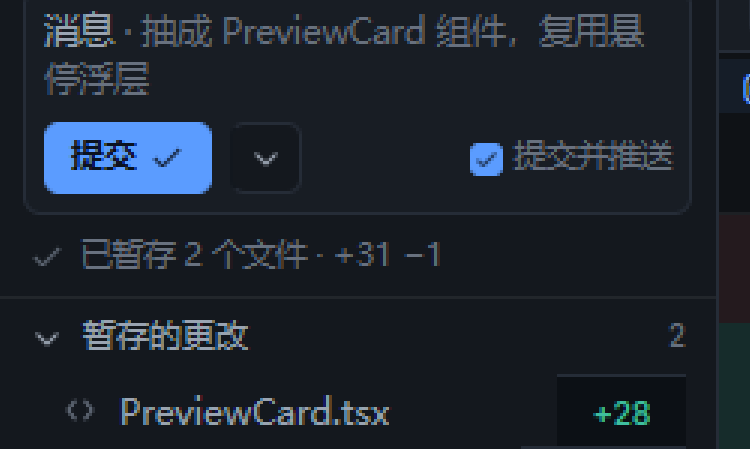 消息 · 抽成 PreviewCard 组件，复用悬
停浮层
提交
提交并推送
已暂存 2 个文件 · +31 −1
暂存的更改 2
PreviewCard.tsx +28